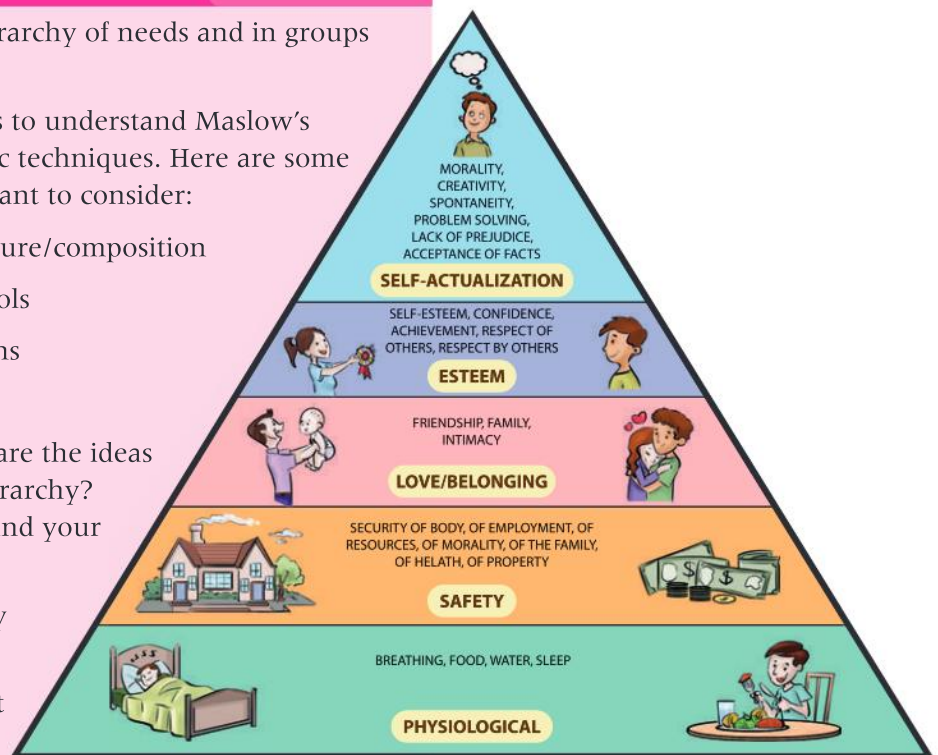 rarchy of needs and in groups
s to understand Maslow's
c techniques. Here are some
ant to consider:
ure/composition
ols
ns
are the ideas
rarchy?
nd your
y
t
MORALITY,
CREATIVITY,
SPONTANEITY,
PROBLEM SOLVING,
LACK OF PREJUDICE,
ACCEPTANCE OF FACTS
SELF-ACTUALIZATION
SELF-ESTEEM, CONFIDENCE,
ACHIEVEMENT, RESPECT OF
OTHERS, RESPECT BY OTHERS
ESTEEM
FRIENDSHIP, FAMILY,
INTIMACY
LOVE/BELONGING
SECURITY OF BODY, OF EMPLOYMENT, OF
RESOURCES, OF MORALITY, OF THE FAMILY,
OF HELATH, OF PROPERTY
SAFETY
BREATHING, FOOD, WATER, SLEEP
PHYSIOLOGICAL